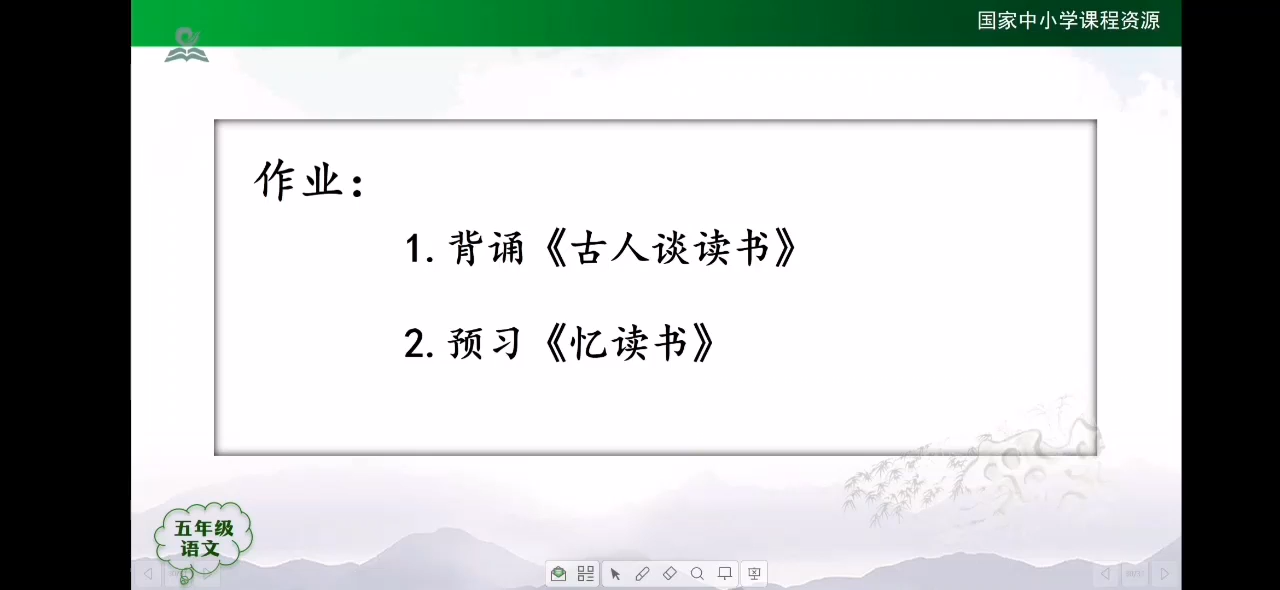 国家中小学课程资源
作业：
1.背诵《古人谈读书》
2.预习《忆读书》
五年级
语文